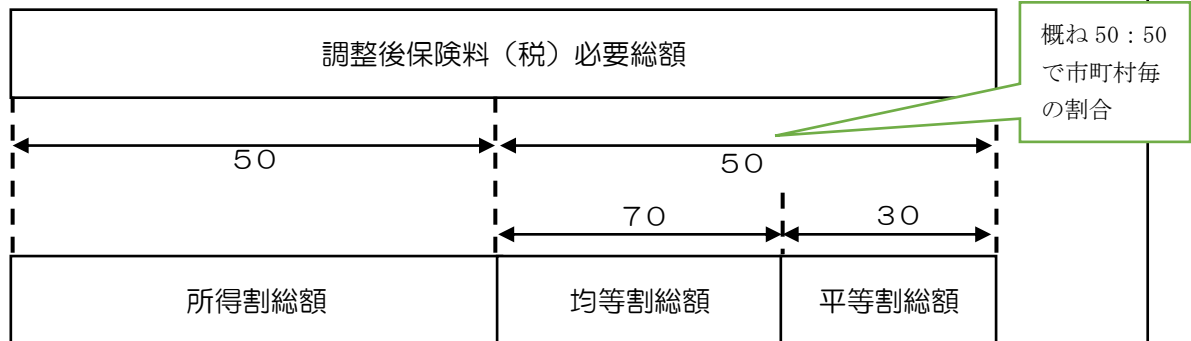 調整後保険料（税）必要総額
概ね 50：50
で市町村毎
の割合
５０
５０
７０
３０
所得割総額
均等割総額
平等割総額